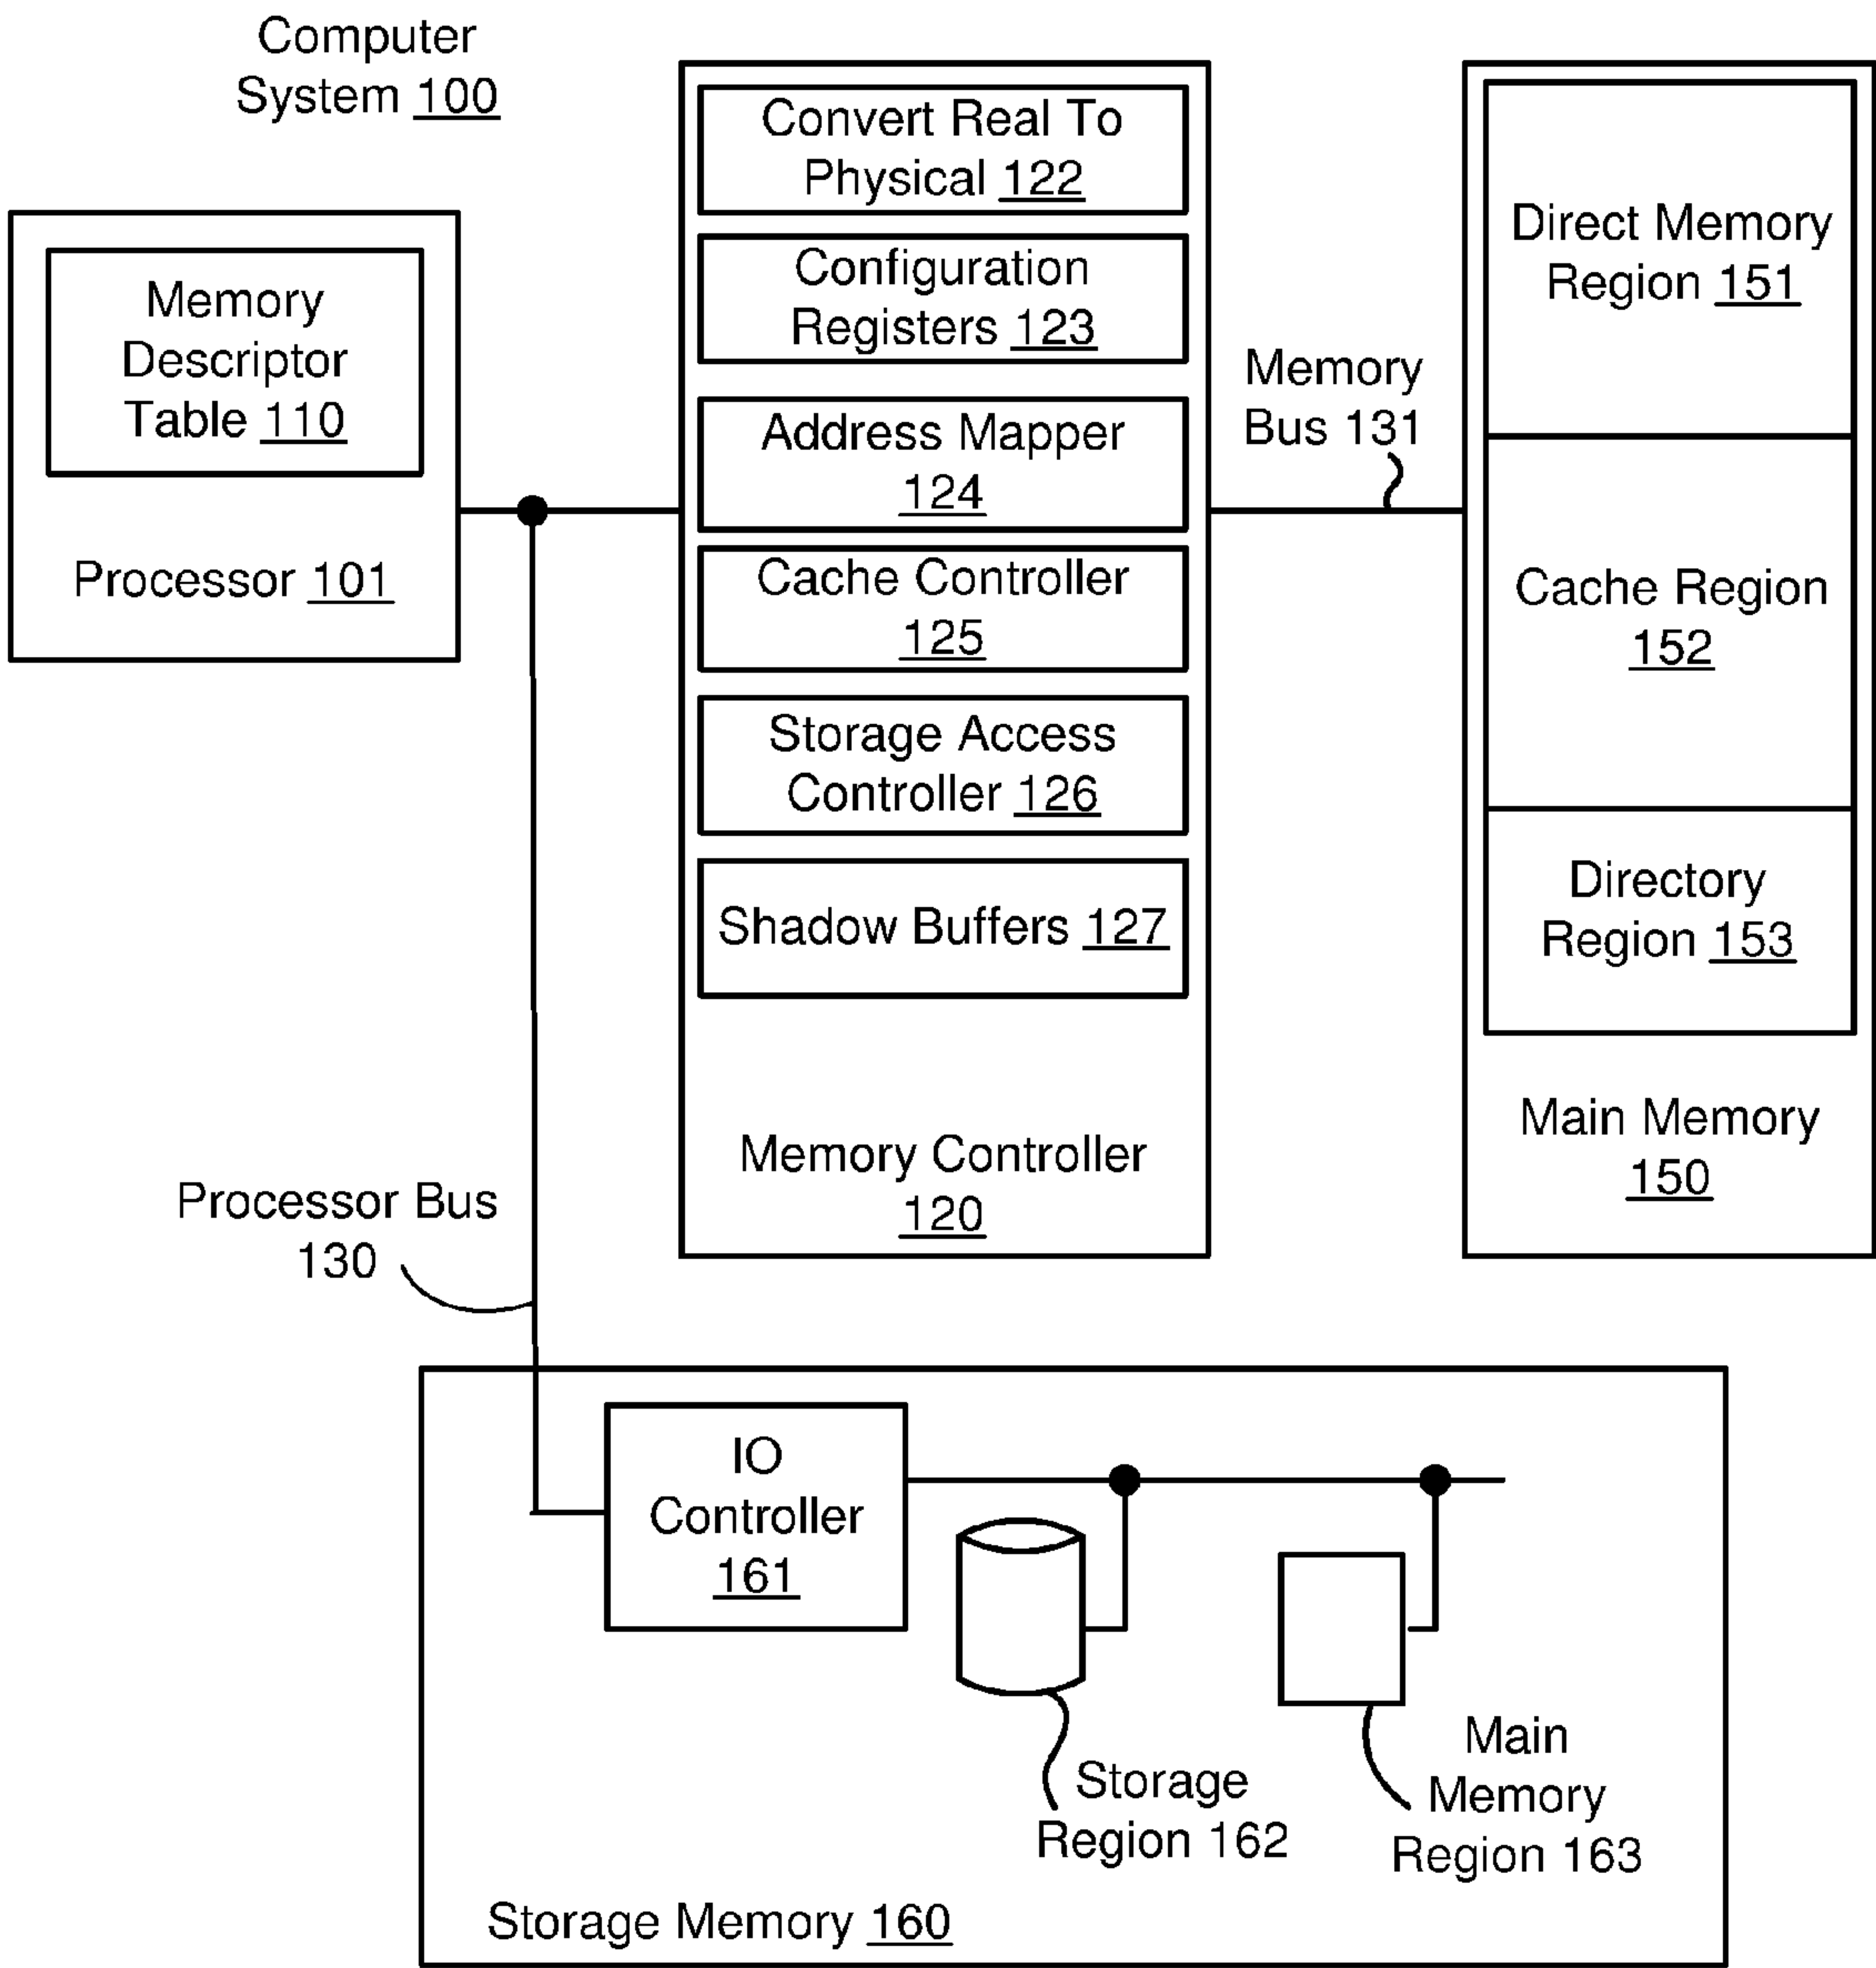 Computer
System 100
Memory
Descriptor
Table 110
Processor 101
Convert Real To
Physical 122
Configuration
Registers 123
Address Mapper
124
Cache Controller
125
Storage Access
Controller 126
Shadow Buffers 127
Memory Controller
120
Memory
Bus 131
Direct Memory
Region 151
Cache Region
152
Directory
Region 153
Main Memory
150
Processor Bus
130
IO
Controller
161
Storage
Region 162
Main
Memory
Region 163
Storage Memory 160